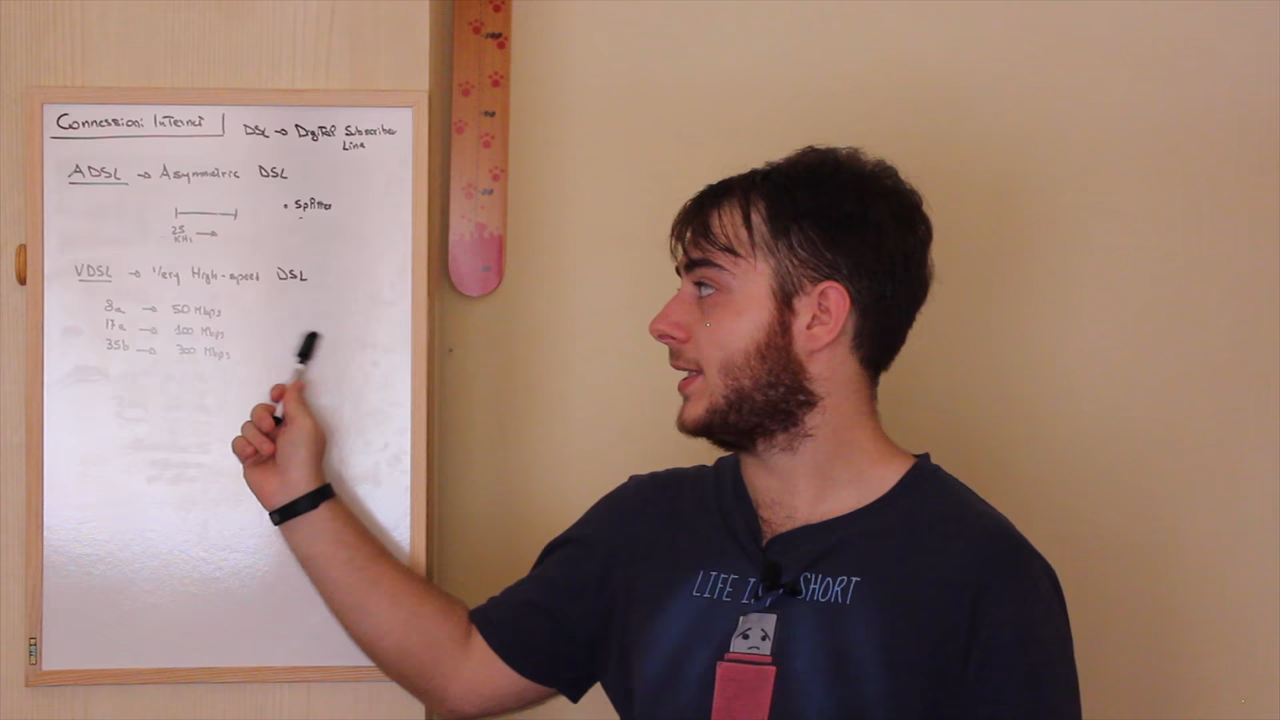 Connessioni Internet
DSL → Digital Subscriber
Line
ADSL → Asymmetric DSL
• Splitter
25
KHz →
VDSL → Very High-speed DSL
8a → 50 Mbps
17a → 100 Mbps
35b → 300 Mbps
LIFE IS SHORT